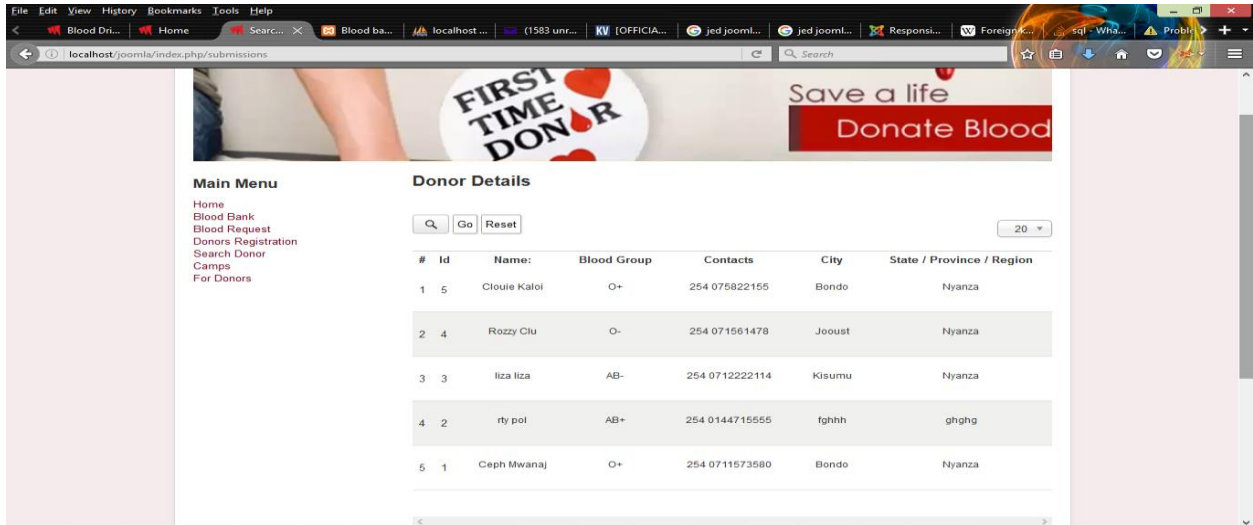 File Edit View History Bookmarks Tools Help
Blood Dri... Home Searc... Blood ba... localhost ... (1583 unr... KV [OFFICIA... jed jooml... jed jooml... Responsi... Foreign k... sql - Wha... Proble
localhost/joomla/index.php/submissions Search
FIRST
TIME
DONOR
Save a life
Donate Blood
Main Menu
Home
Blood Bank
Blood Request
Donors Registration
Search Donor
Camps
For Donors
Donor Details
Go Reset 20
# Id Name: Blood Group Contacts City State / Province / Region
1 5 Clouie Kaloi O+ 254 075822155 Bondo Nyanza
2 4 Rozzy Clu O- 254 071561478 Jooust Nyanza
3 3 liza liza AB- 254 0712222114 Kisumu Nyanza
4 2 rty pol AB+ 254 0144715555 fghhh ghghg
5 1 Ceph Mwanaj O+ 254 0711573580 Bondo Nyanza